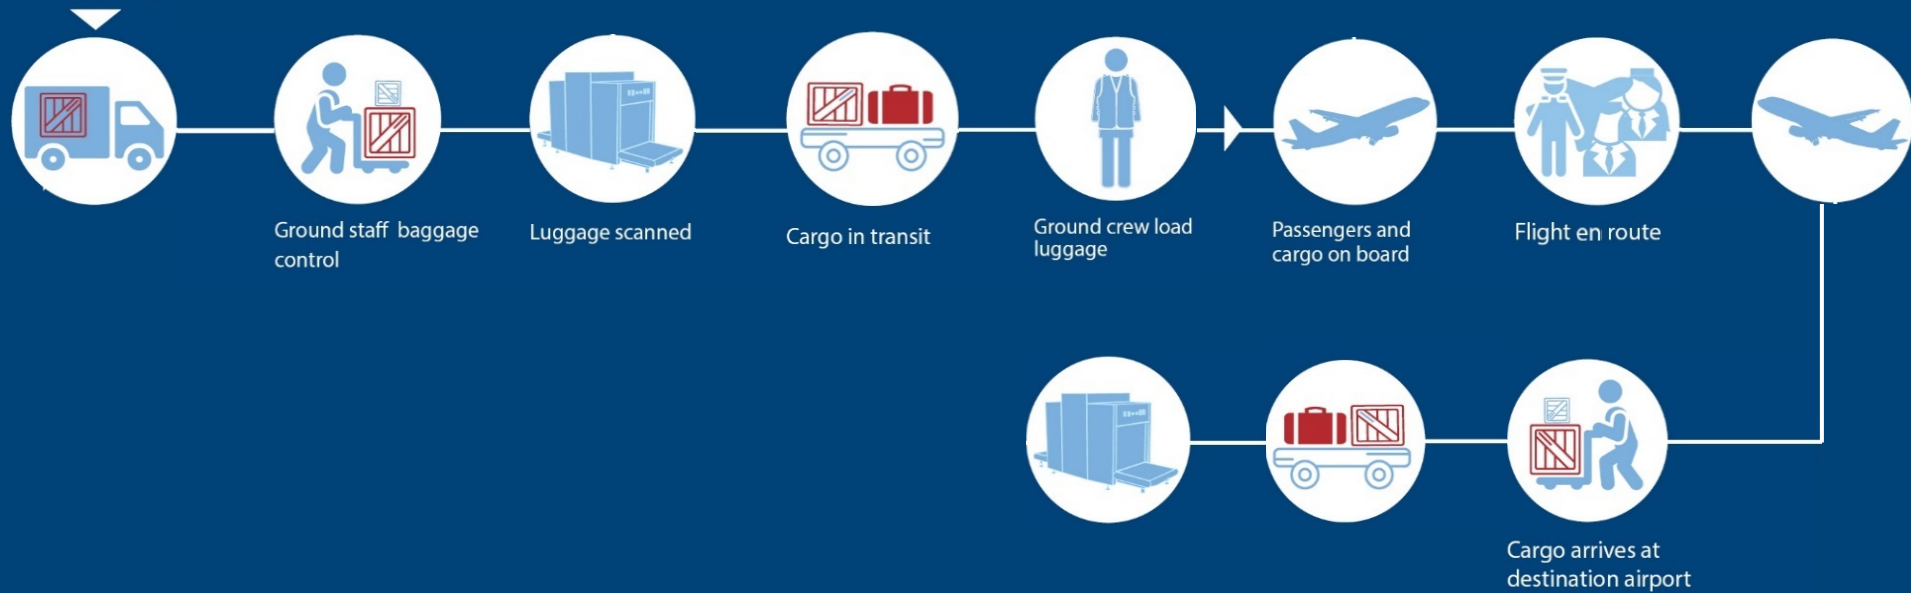 Ground staff baggage
control
Luggage scanned
Cargo in transit
Ground crew load
luggage
Passengers and
cargo on board
Flight en route
Cargo arrives at
destination airport